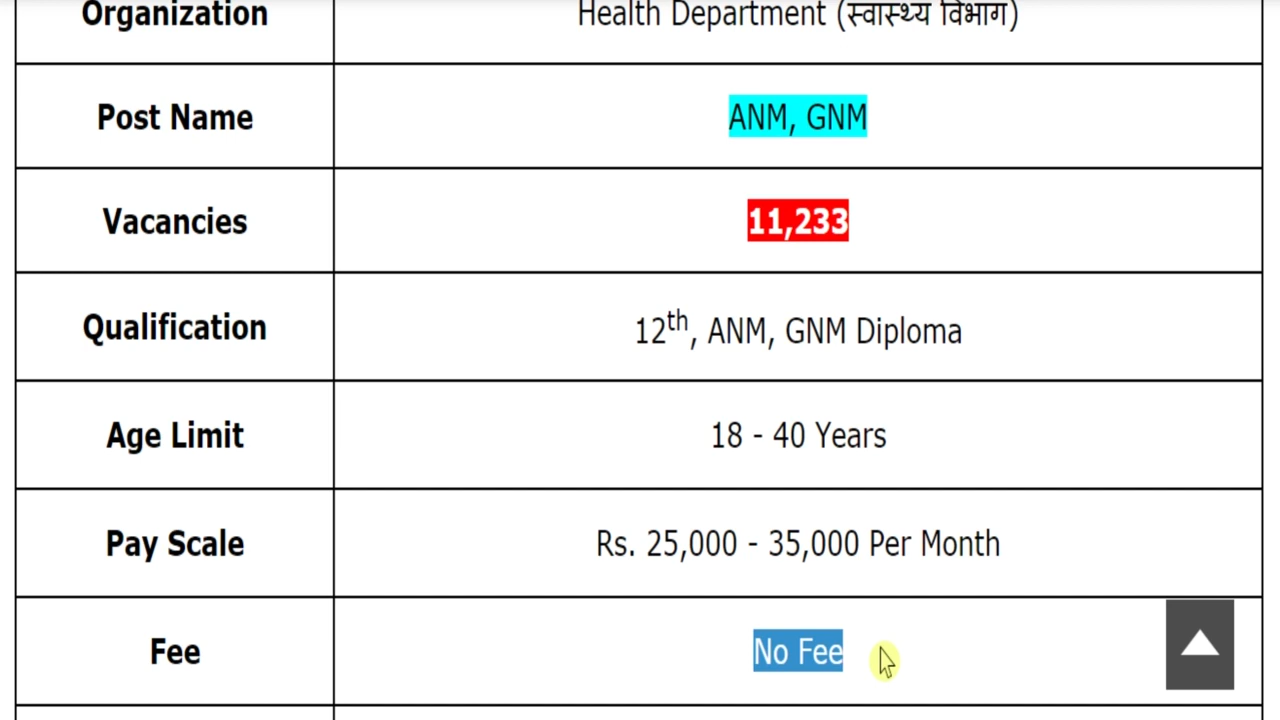 Organization Health Department (स्वास्थ्य विभाग)
Post Name ANM, GNM
Vacancies 11,233
Qualification 12th, ANM, GNM Diploma
Age Limit 18 - 40 Years
Pay Scale Rs. 25,000 - 35,000 Per Month
Fee No Fee